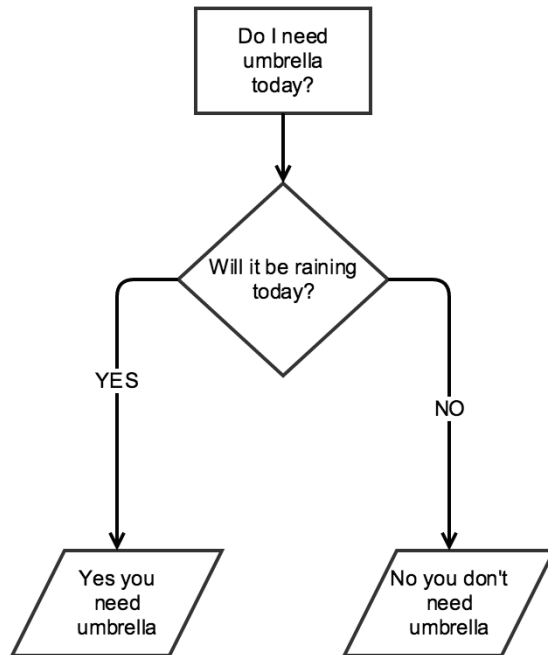 Do I need
umbrella
today?
Will it be raining
today?
YES
NO
Yes you
need
umbrella
No you don't
need
umbrella